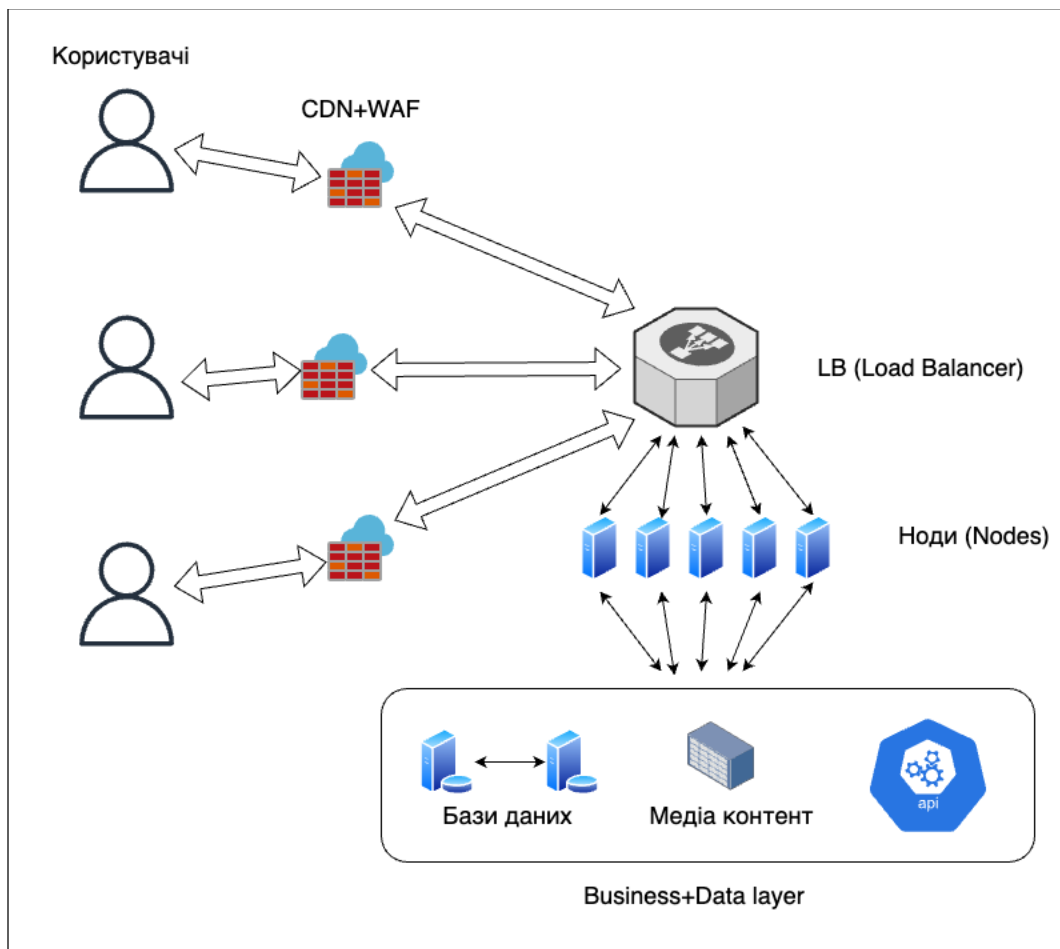 Користувачі
CDN+WAF
LB (Load Balancer)
Ноди (Nodes)
Бази даних
Медіа контент
api
Business+Data layer